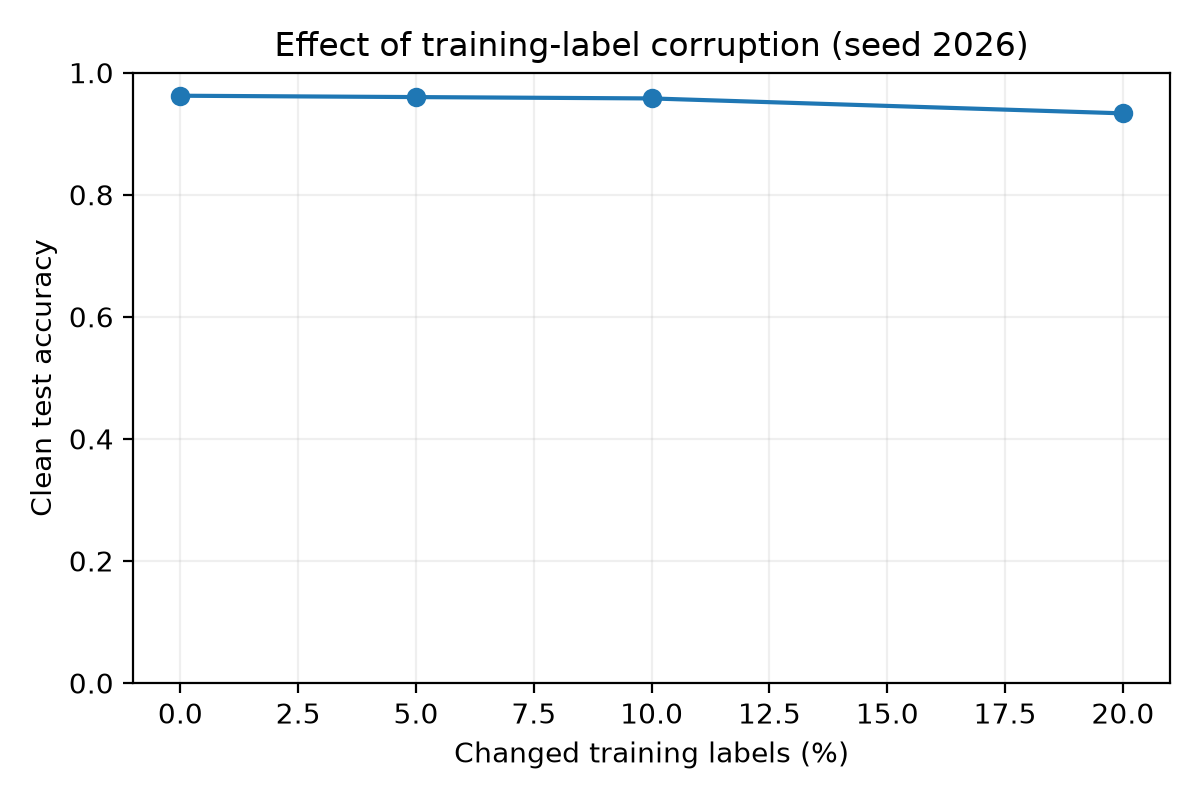 Effect of training-label corruption (seed 2026)
1.0
0.8
0.6
0.4
0.2
0.0
Clean test accuracy
0.0 2.5 5.0 7.5 10.0 12.5 15.0 17.5 20.0
Changed training labels (%)